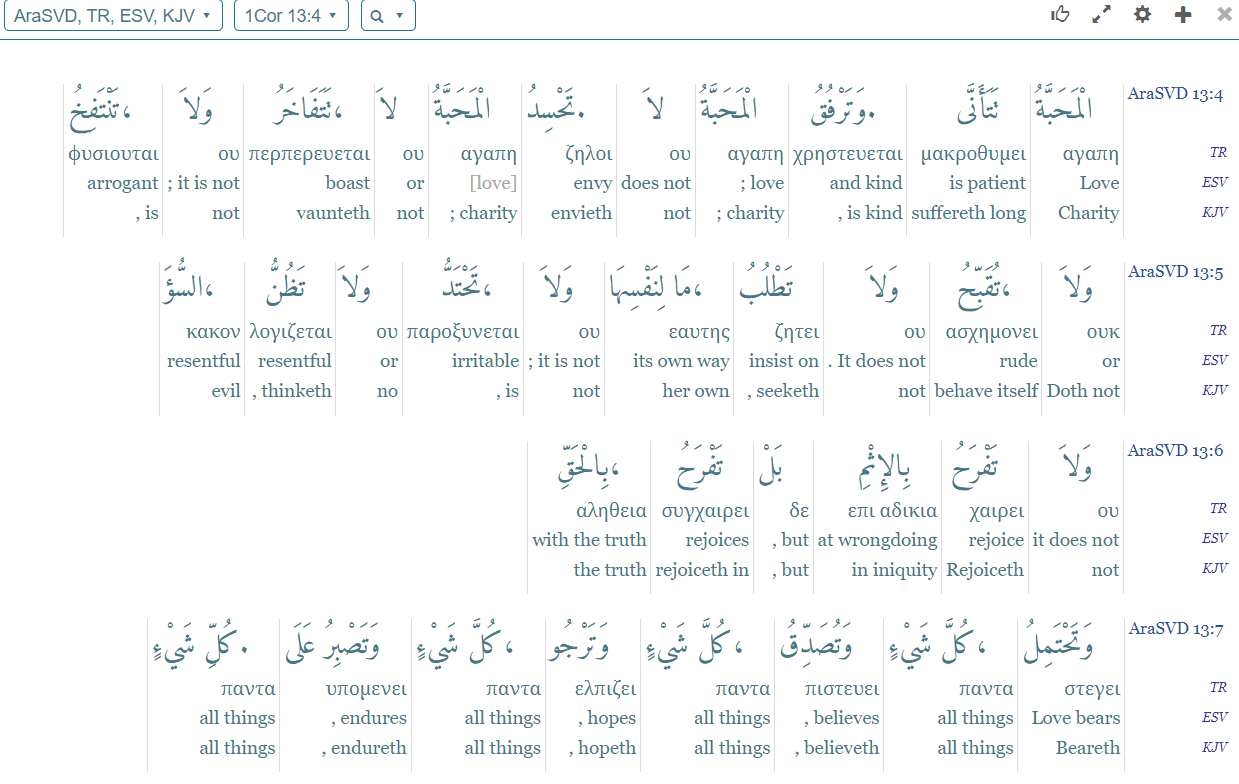 AraSVD, TR, ESV, KJV 1Cor 13:4
AraSVD 13:4 الْمَحَبَّةُ تَتَأَنَّى وَتَرْفُقُ. الْمَحَبَّةُ لاَ تَحْسِدُ. الْمَحَبَّةُ لاَ تَتَفَاخَرُ، وَلاَ تَنْتَفِخُ،
TR αγαπη μακροθυμει χρηστευεται αγαπη ου ζηλοι αγαπη ου περπερευεται ου φυσιουται
ESV Love is patient and kind ; love does not envy [love] or boast ; it is not arrogant
KJV Charity suffereth long , is kind ; charity not envieth ; charity not vaunteth not , is
AraSVD 13:5 وَلاَ تُقَبِّحُ، وَلاَ تَطْلُبُ مَا لِنَفْسِهَا، وَلاَ تَحْتَدُّ، وَلاَ تَظُنُّ السُّؤَ،
TR ουκ ασχημονει ου ζητει εαυτης ου παροξυνεται ου λογιζεται κακον
ESV or rude . It does not insist on its own way ; it is not irritable or resentful resentful
KJV Doth not behave itself not , seeketh her own not , is no , thinketh evil
AraSVD 13:6 وَلاَ تَفْرَحُ بِالإِثْمِ بَلْ تَفْرَحُ بِالْحَقِّ،
TR ου χαιρει επι αδικια δε συγχαιρει αληθεια
ESV it does not rejoice at wrongdoing , but rejoices with the truth
KJV not Rejoiceth in iniquity , but rejoiceth in the truth
AraSVD 13:7 وَتَحْتَمِلُ كُلَّ شَيْءٍ، وَتُصَدِّقُ كُلَّ شَيْءٍ، وَتَرْجُو كُلَّ شَيْءٍ، وَتَصْبِرُ عَلَى كُلِّ شَيْءٍ.
TR στεγει παντα πιστευει παντα ελπιζει παντα υπομενει παντα
ESV Love bears all things , believes all things , hopes all things , endures all things
KJV Beareth all things , believeth all things , hopeth all things , endureth all things